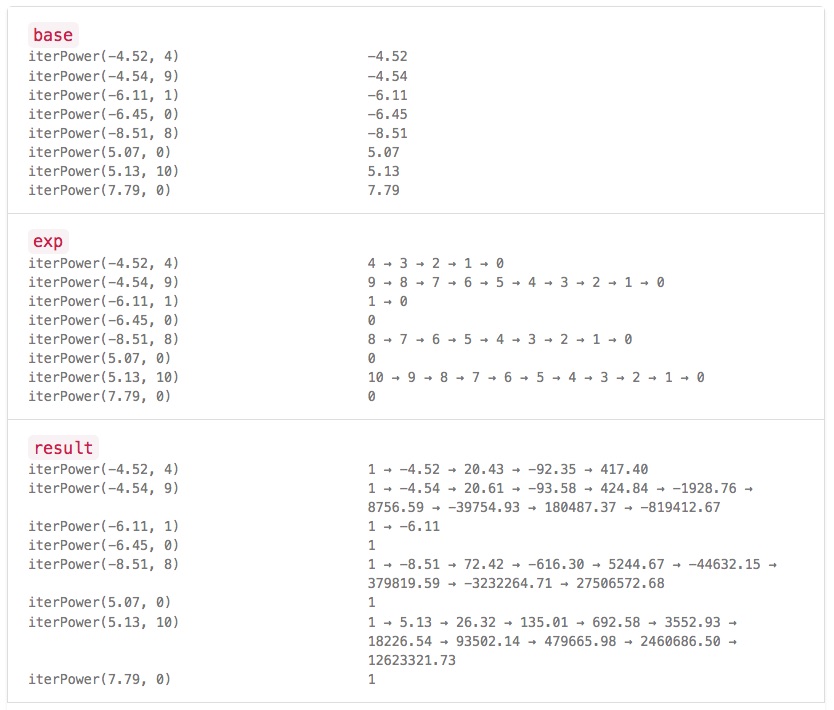 base
iterPower(-4.52, 4) -4.52
iterPower(-4.54, 9) -4.54
iterPower(-6.11, 1) -6.11
iterPower(-6.45, 0) -6.45
iterPower(-8.51, 8) -8.51
iterPower(5.07, 0) 5.07
iterPower(5.13, 10) 5.13
iterPower(7.79, 0) 7.79
exp
iterPower(-4.52, 4) 4 → 3 → 2 → 1 → 0
iterPower(-4.54, 9) 9 → 8 → 7 → 6 → 5 → 4 → 3 → 2 → 1 → 0
iterPower(-6.11, 1) 1 → 0
iterPower(-6.45, 0) 0
iterPower(-8.51, 8) 8 → 7 → 6 → 5 → 4 → 3 → 2 → 1 → 0
iterPower(5.07, 0) 0
iterPower(5.13, 10) 10 → 9 → 8 → 7 → 6 → 5 → 4 → 3 → 2 → 1 → 0
iterPower(7.79, 0) 0
result
iterPower(-4.52, 4) 1 → -4.52 → 20.43 → -92.35 → 417.40
iterPower(-4.54, 9) 1 → -4.54 → 20.61 → -93.58 → 424.84 → -1928.76 →
8756.59 → -39754.93 → 180487.37 → -819412.67
iterPower(-6.11, 1) 1 → -6.11
iterPower(-6.45, 0) 1
iterPower(-8.51, 8) 1 → -8.51 → 72.42 → -616.30 → 5244.67 → -44632.15 →
379819.59 → -3232264.71 → 27506572.68
iterPower(5.07, 0) 1
iterPower(5.13, 10) 1 → 5.13 → 26.32 → 135.01 → 692.58 → 3552.93 →
18226.54 → 93502.14 → 479665.98 → 2460686.50 →
12623321.73
iterPower(7.79, 0) 1